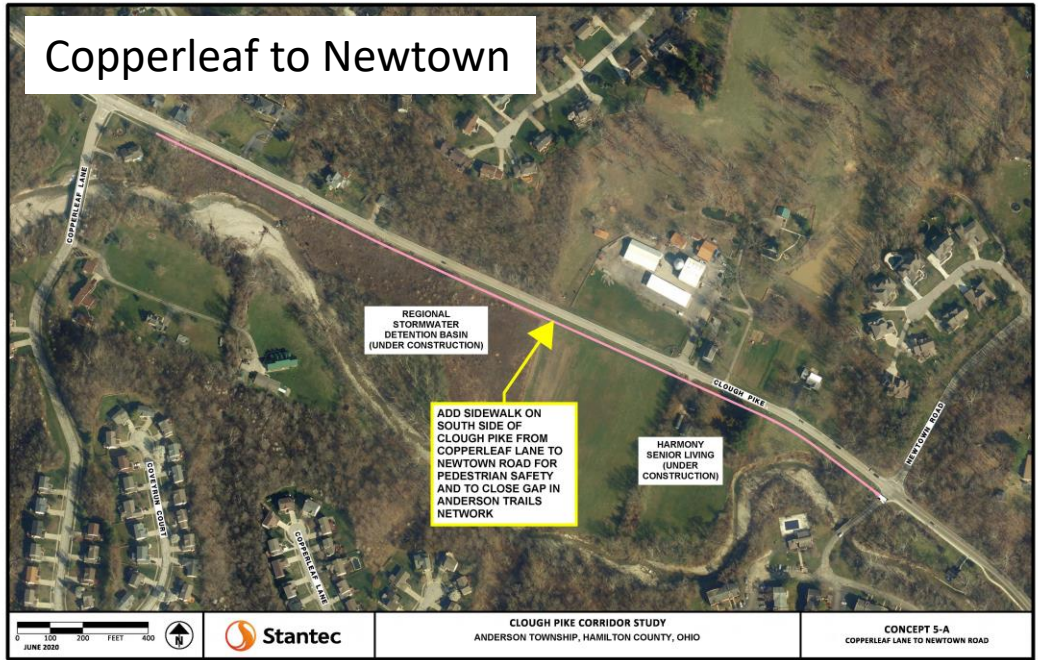 Copperleaf to Newtown
COPPERLEAF LANE
REGIONAL
STORMWATER
DETENTION BASIN
(UNDER CONSTRUCTION)
CLOUGH PIKE
ADD SIDEWALK ON
SOUTH SIDE OF
CLOUGH PIKE FROM
COPPERLEAF LANE TO
NEWTOWN ROAD FOR
PEDESTRIAN SAFETY
AND TO CLOSE GAP IN
ANDERSON TRAILS
NETWORK
HARMONY
SENIOR LIVING
(UNDER
CONSTRUCTION)
NEWTOWN ROAD
COVEYRUN COURT
COPPERLEAF LANE
0 100 200 FEET 400
JUNE 2020
N
Stantec
CLOUGH PIKE CORRIDOR STUDY
ANDERSON TOWNSHIP, HAMILTON COUNTY, OHIO
CONCEPT 5-A
COPPERLEAF LANE TO NEWTOWN ROAD